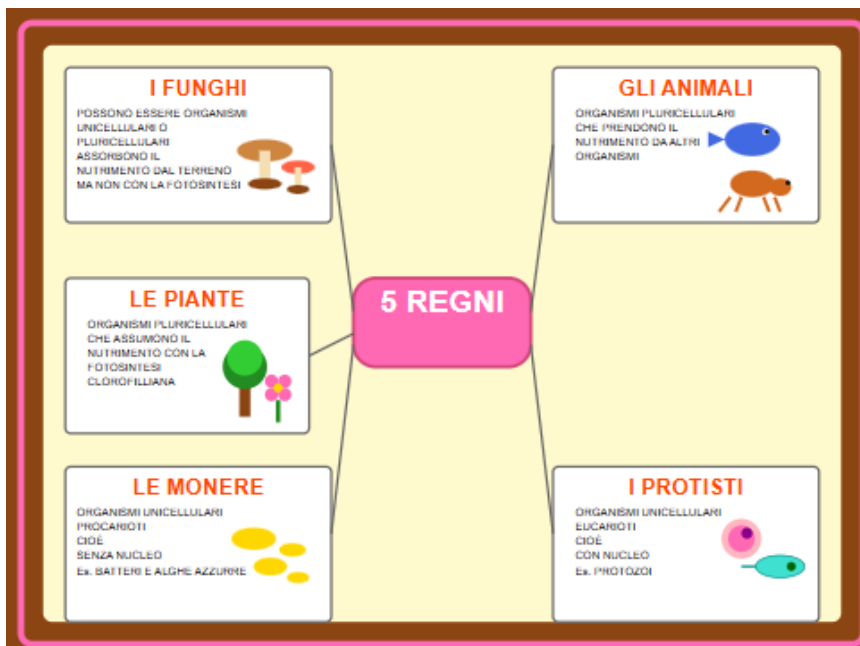 I FUNGHI
POSSONO ESSERE ORGANISMI
UNICELLULARI O
PLURICELLULARI
ASSORBONO IL
NUTRIMENTO DAL TERRENO
MA NON CON LA FOTOSINTESI
GLI ANIMALI
ORGANISMI PLURICELLULARI
CHE PRENDONO IL
NUTRIMENTO DA ALTRI
ORGANISMI
5 REGNI
LE PIANTE
ORGANISMI PLURICELLULARI
CHE ASSUMONO IL
NUTRIMENTO CON LA
FOTOSINTESI
CLOROFILLIANA
LE MONERE
ORGANISMI UNICELLULARI
PROCARIOTI
CIOÈ
SENZA NUCLEO
Es. BATTERI E ALGHE AZZURRE
I PROTISTI
ORGANISMI UNICELLULARI
EUCARIOTI
CIOÈ
CON NUCLEO
Es. PROTOZOI